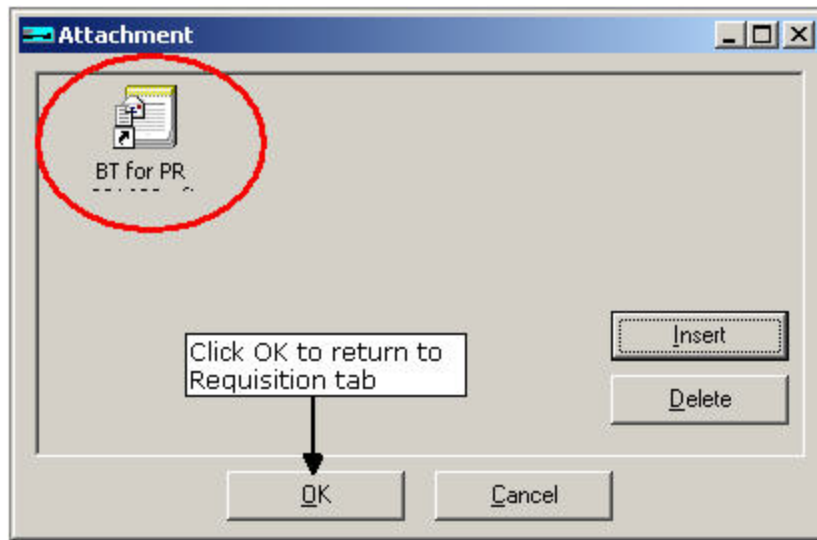 Attachment
BT for PR
Insert
Click OK to return to
Requisition tab
Delete
OK
Cancel